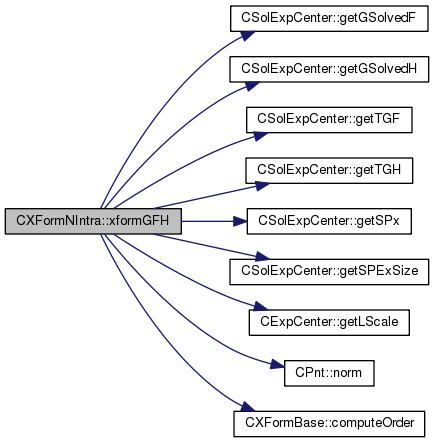 CSolExpCenter::getGSolvedF
CSolExpCenter::getGSolvedH
CSolExpCenter::getTGF
CSolExpCenter::getTGH
CXFormNIntra::xformGFH
CSolExpCenter::getSPx
CSolExpCenter::getSPExSize
CExpCenter::getLScale
CPnt::norm
CXFormBase::computeOrder